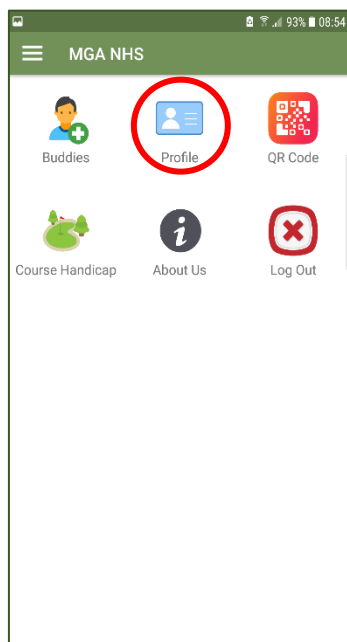 93% 08:54
MGA NHS
Buddies Profile QR Code
Course Handicap About Us Log Out